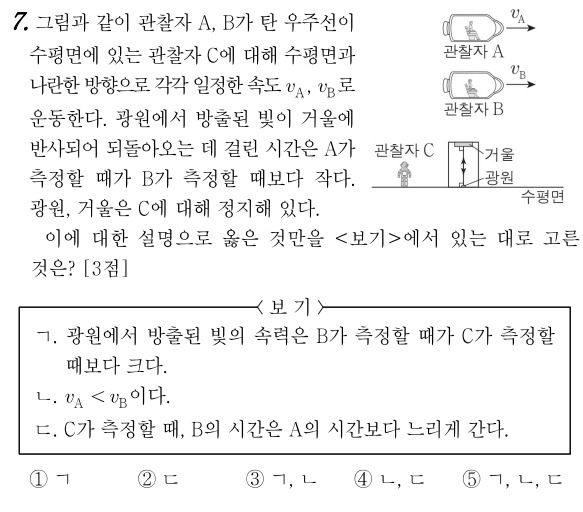 7. 그림과 같이 관찰자 A, B가 탄 우주선이
수평면에 있는 관찰자 C에 대해 수평면과
나란한 방향으로 각각 일정한 속도 vA, vB로
운동한다. 광원에서 방출된 빛이 거울에
반사되어 되돌아오는 데 걸린 시간은 A가
측정할 때가 B가 측정할 때보다 작다.
광원, 거울은 C에 대해 정지해 있다.
vA
관찰자 A
vB
관찰자 B
관찰자 C
거울
광원
수평면
이에 대한 설명으로 옳은 것만을 <보기>에서 있는 대로 고른
것은? [3점]
〈 보 기 〉
ㄱ. 광원에서 방출된 빛의 속력은 B가 측정할 때가 C가 측정할
때보다 크다.
ㄴ. vA < vB이다.
ㄷ. C가 측정할 때, B의 시간은 A의 시간보다 느리게 간다.
① ㄱ ② ㄷ ③ ㄱ, ㄴ ④ ㄴ, ㄷ ⑤ ㄱ, ㄴ, ㄷ